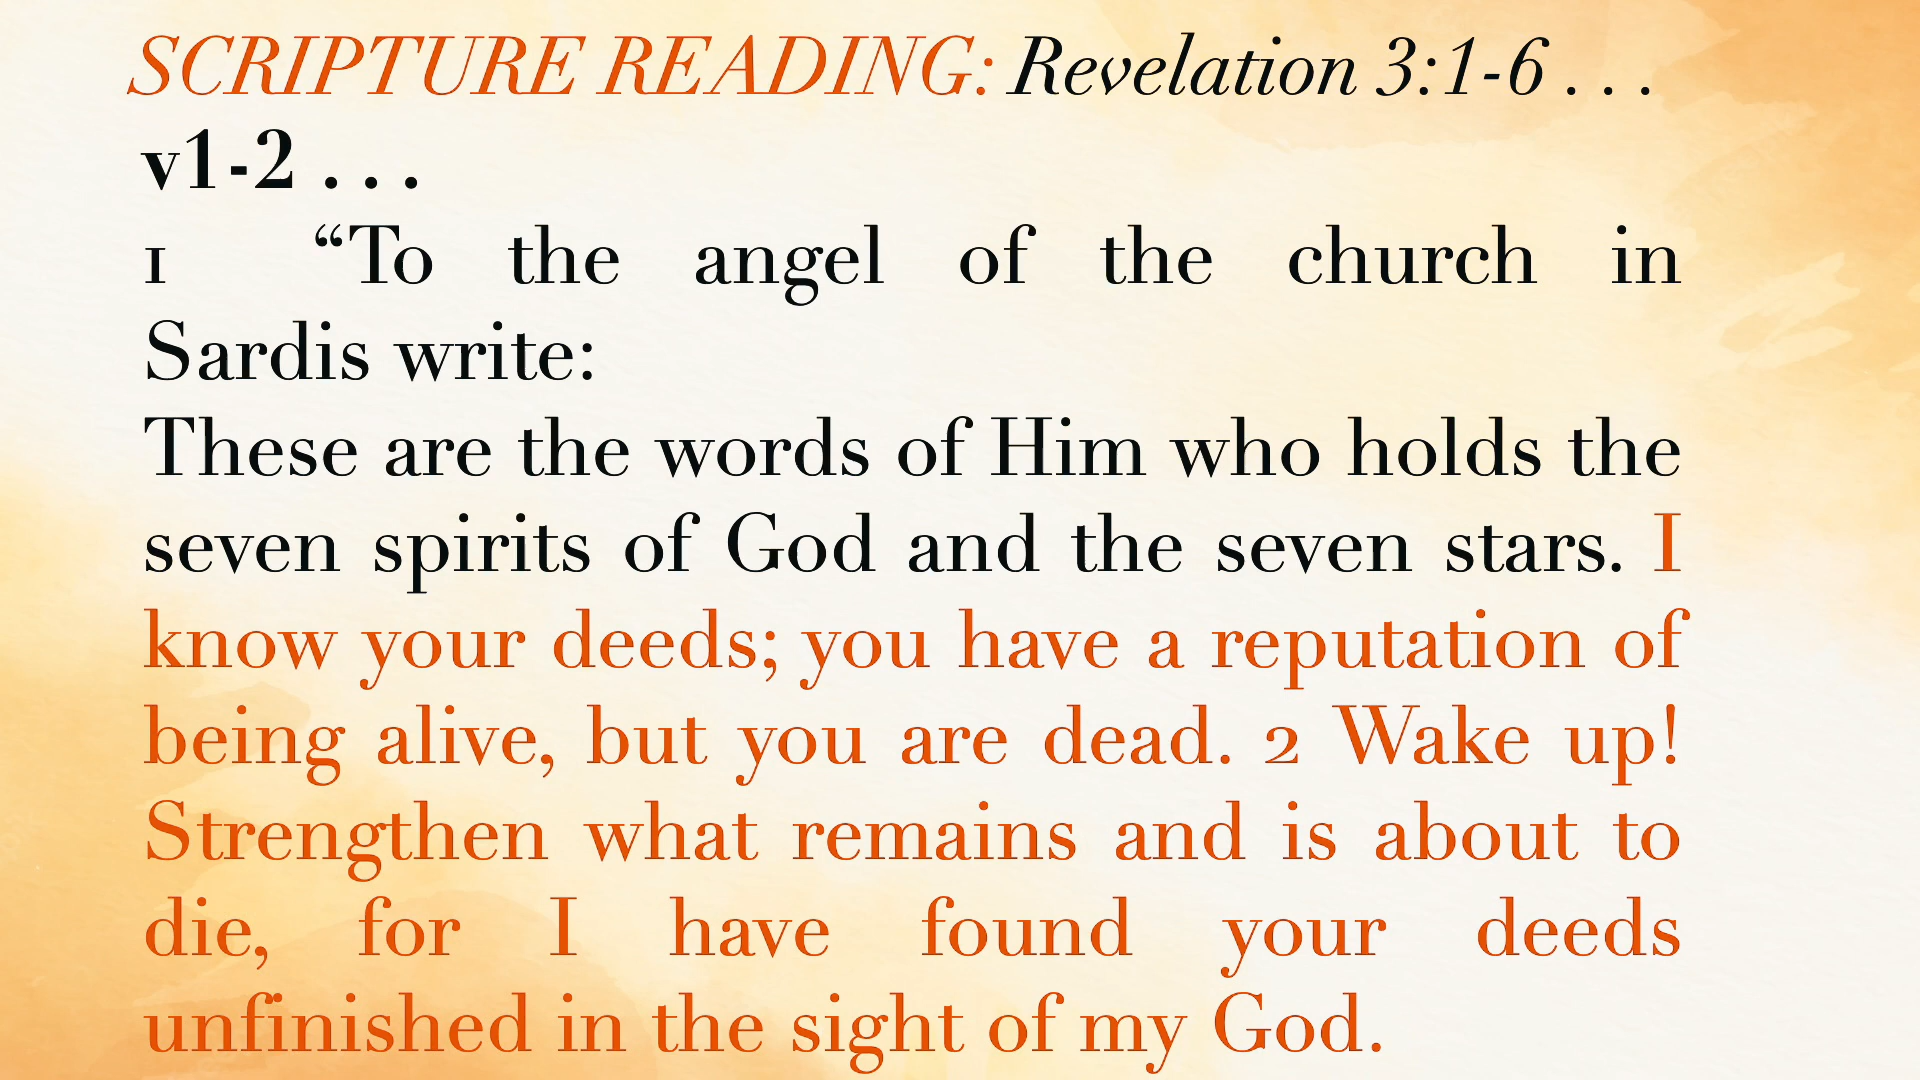 SCRIPTURE READING: Revelation 3:1-6 . . .
v1-2 . . .
1 “To the angel of the church in
Sardis write:
These are the words of Him who holds the
seven spirits of God and the seven stars. I
know your deeds; you have a reputation of
being alive, but you are dead. 2 Wake up!
Strengthen what remains and is about to
die, for I have found your deeds
unfinished in the sight of my God.